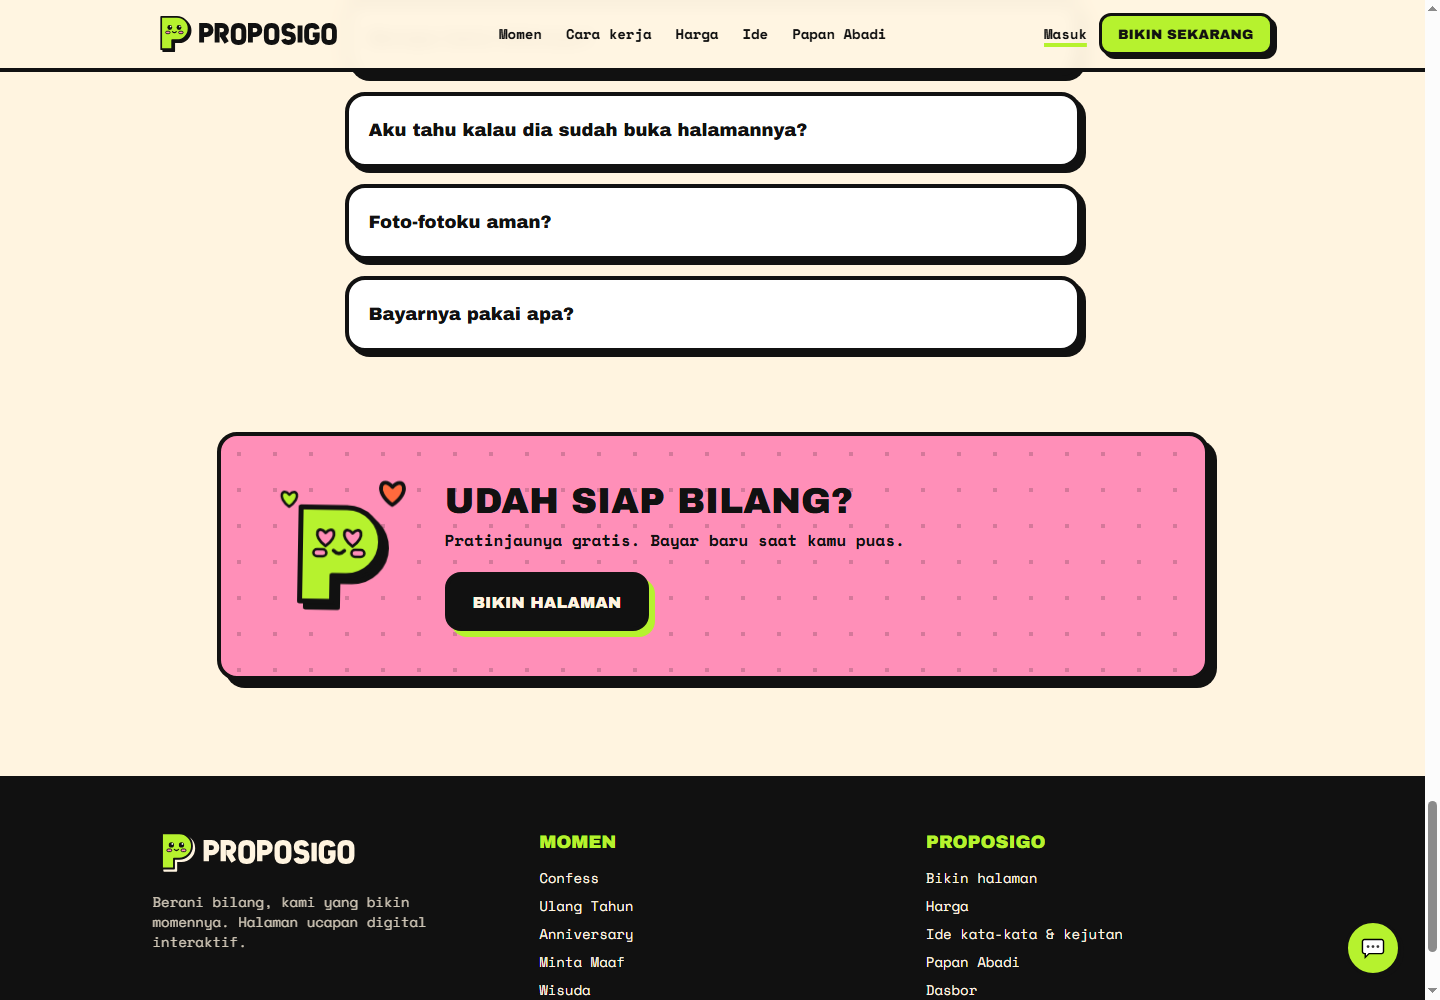 PROPOSIGO
Momen
Cara kerja
Harga
Ide
Papan Abadi
Masuk
BIKIN SEKARANG
Aku tahu kalau dia sudah buka halamannya?
Foto-fotoku aman?
Bayarnya pakai apa?
UDAH SIAP BILANG?
Pratinjaunya gratis. Bayar baru saat kamu puas.
BIKIN HALAMAN
PROPOSIGO
Berani bilang, kami yang bikin
momennya. Halaman ucapan digital
interaktif.
MOMEN
Confess
Ulang Tahun
Anniversary
Minta Maaf
Wisuda
PROPOSIGO
Bikin halaman
Harga
Ide kata-kata & kejutan
Papan Abadi
Dasbor